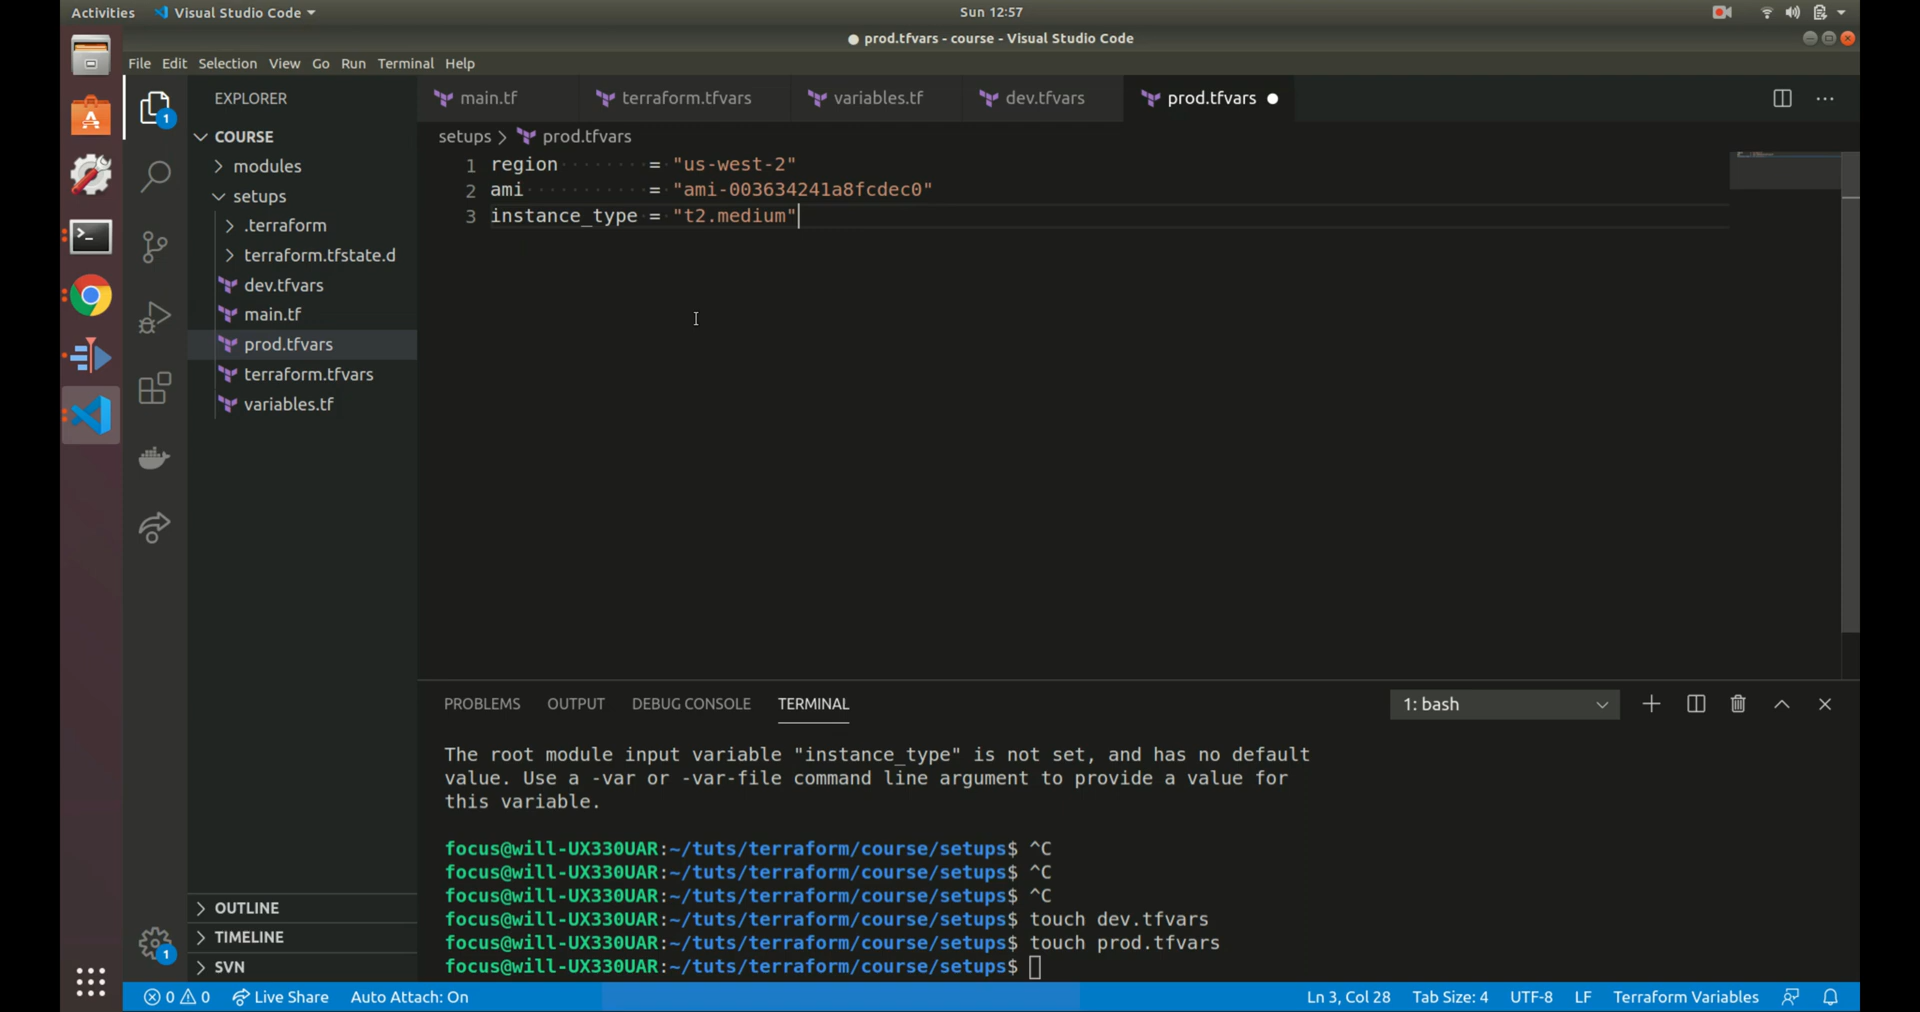 Activities
Visual Studio Code
Sun 12:57
prod.tfvars - course - Visual Studio Code
File Edit Selection View Go Run Terminal Help
EXPLORER
main.tf
terraform.tfvars
variables.tf
dev.tfvars
prod.tfvars
setups > prod.tfvars
COURSE
modules
setups
.terraform
terraform.tfstate.d
dev.tfvars
main.tf
prod.tfvars
terraform.tfvars
variables.tf
OUTLINE
TIMELINE
SVN
1
1
1 region ········ = "us-west-2"
2 ami ··········· = "ami-003634241a8fcdec0"
3 instance_type = "t2.medium"
PROBLEMS OUTPUT DEBUG CONSOLE TERMINAL
1: bash
The root module input variable "instance_type" is not set, and has no default
value. Use a -var or -var-file command line argument to provide a value for
this variable.
focus@will-UX330UAR:~/tuts/terraform/course/setups$ ^C
focus@will-UX330UAR:~/tuts/terraform/course/setups$ ^C
focus@will-UX330UAR:~/tuts/terraform/course/setups$ ^C
focus@will-UX330UAR:~/tuts/terraform/course/setups$ touch dev.tfvars
focus@will-UX330UAR:~/tuts/terraform/course/setups$ touch prod.tfvars
focus@will-UX330UAR:~/tuts/terraform/course/setups$
0 0 Live Share Auto Attach: On
Ln 3, Col 28 Tab Size: 4 UTF-8 LF Terraform Variables